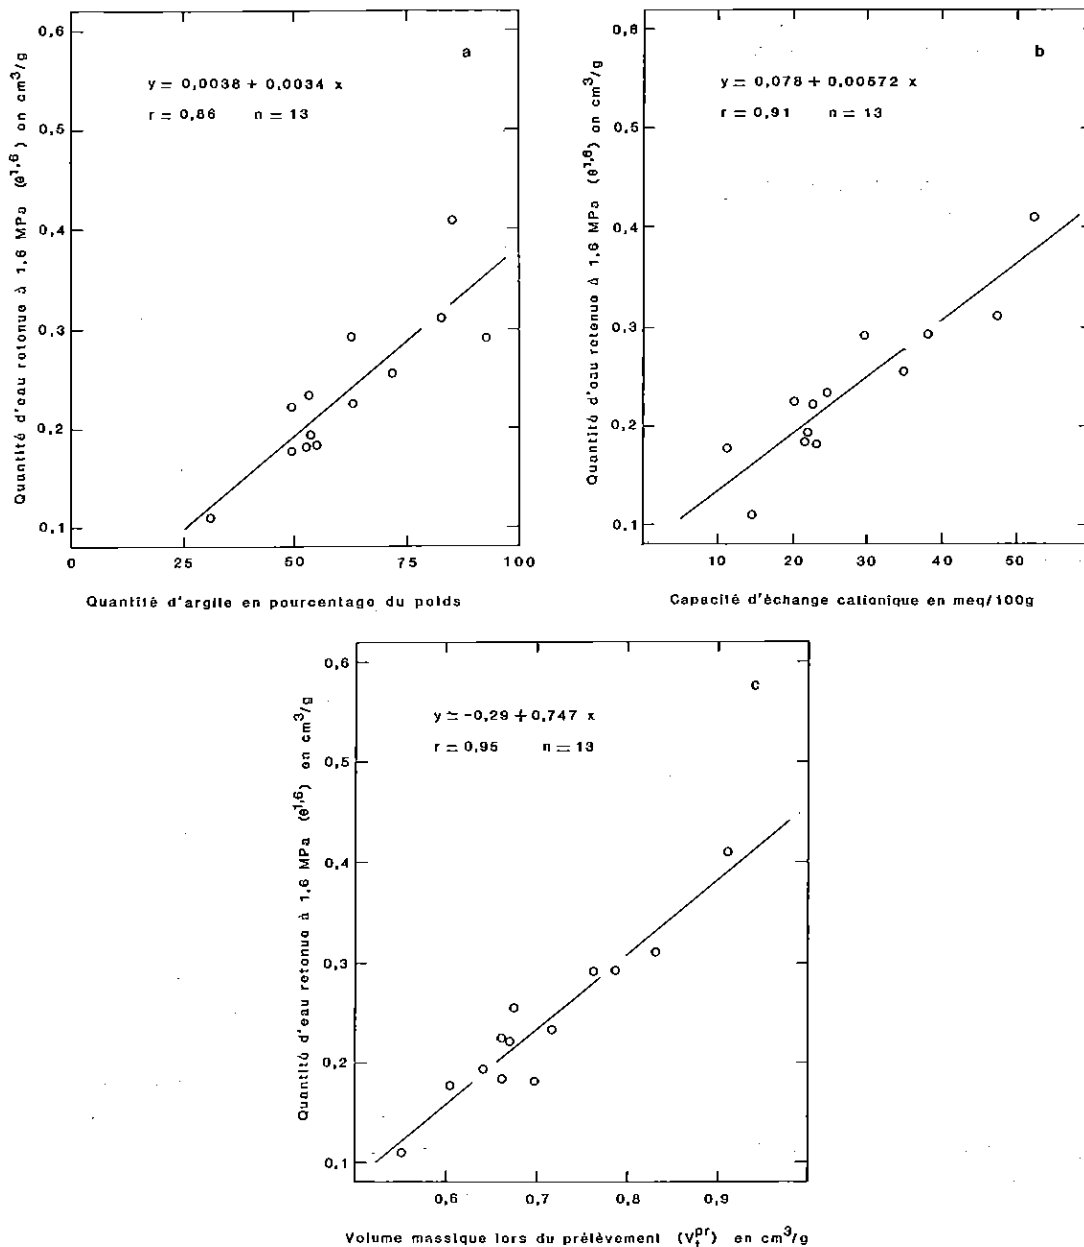 Quantité d'eau retenue à 1,6 MPa (θ1,6) en cm3/g
0,6
0,5
0,4
0,3
0,2
0,1
a
y = 0,0038 + 0,0034 x
r = 0,86 n = 13
0 25 50 75 100
Quantité d'argile en pourcentage du poids
Quantité d'eau retenue à 1,6 MPa (θ1,6) en cm3/g
0,6
0,5
0,4
0,3
0,2
0,1
b
y = 0,078 + 0,00572 x
r = 0,91 n = 13
10 20 30 40 50
Capacité d'échange cationique en meq/100g
Quantité d'eau retenue à 1,6 MPa (θ1,6) en cm3/g
0,6
0,5
0,4
0,3
0,2
0,1
c
y = -0,29 + 0,747 x
r = 0,95 n = 13
0,6 0,7 0,8 0,9
Volume massique lors du prélèvement (Vtpr) en cm3/g